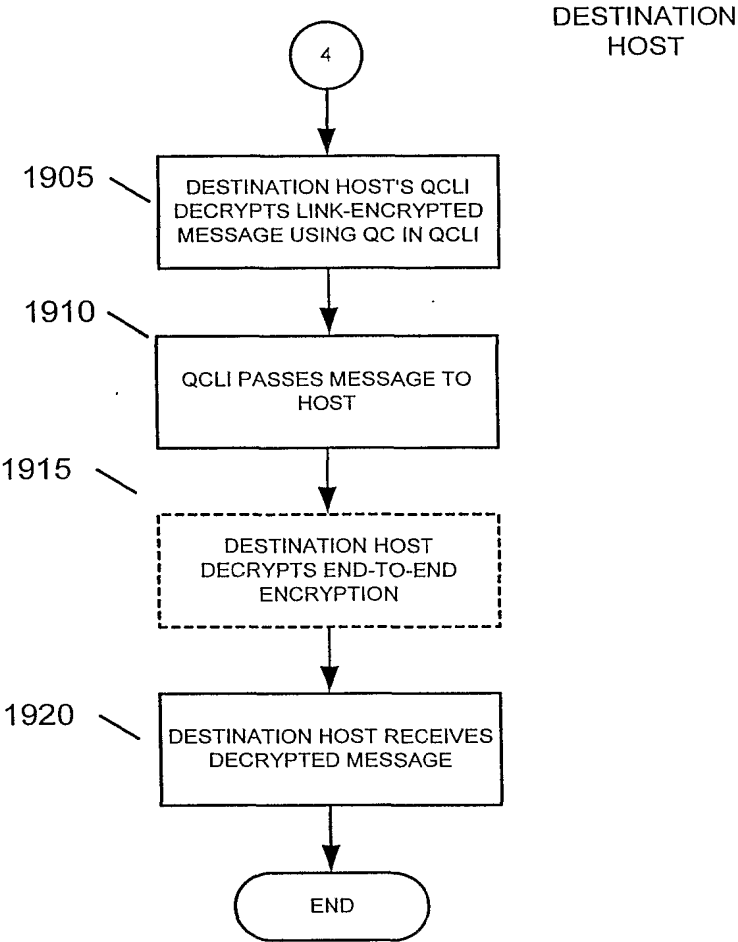 DESTINATION
HOST
4
1905
DESTINATION HOST'S QCLI
DECRYPTS LINK-ENCRYPTED
MESSAGE USING QC IN QCLI
1910
QCLI PASSES MESSAGE TO
HOST
1915
DESTINATION HOST
DECRYPTS END-TO-END
ENCRYPTION
1920
DESTINATION HOST RECEIVES
DECRYPTED MESSAGE
END